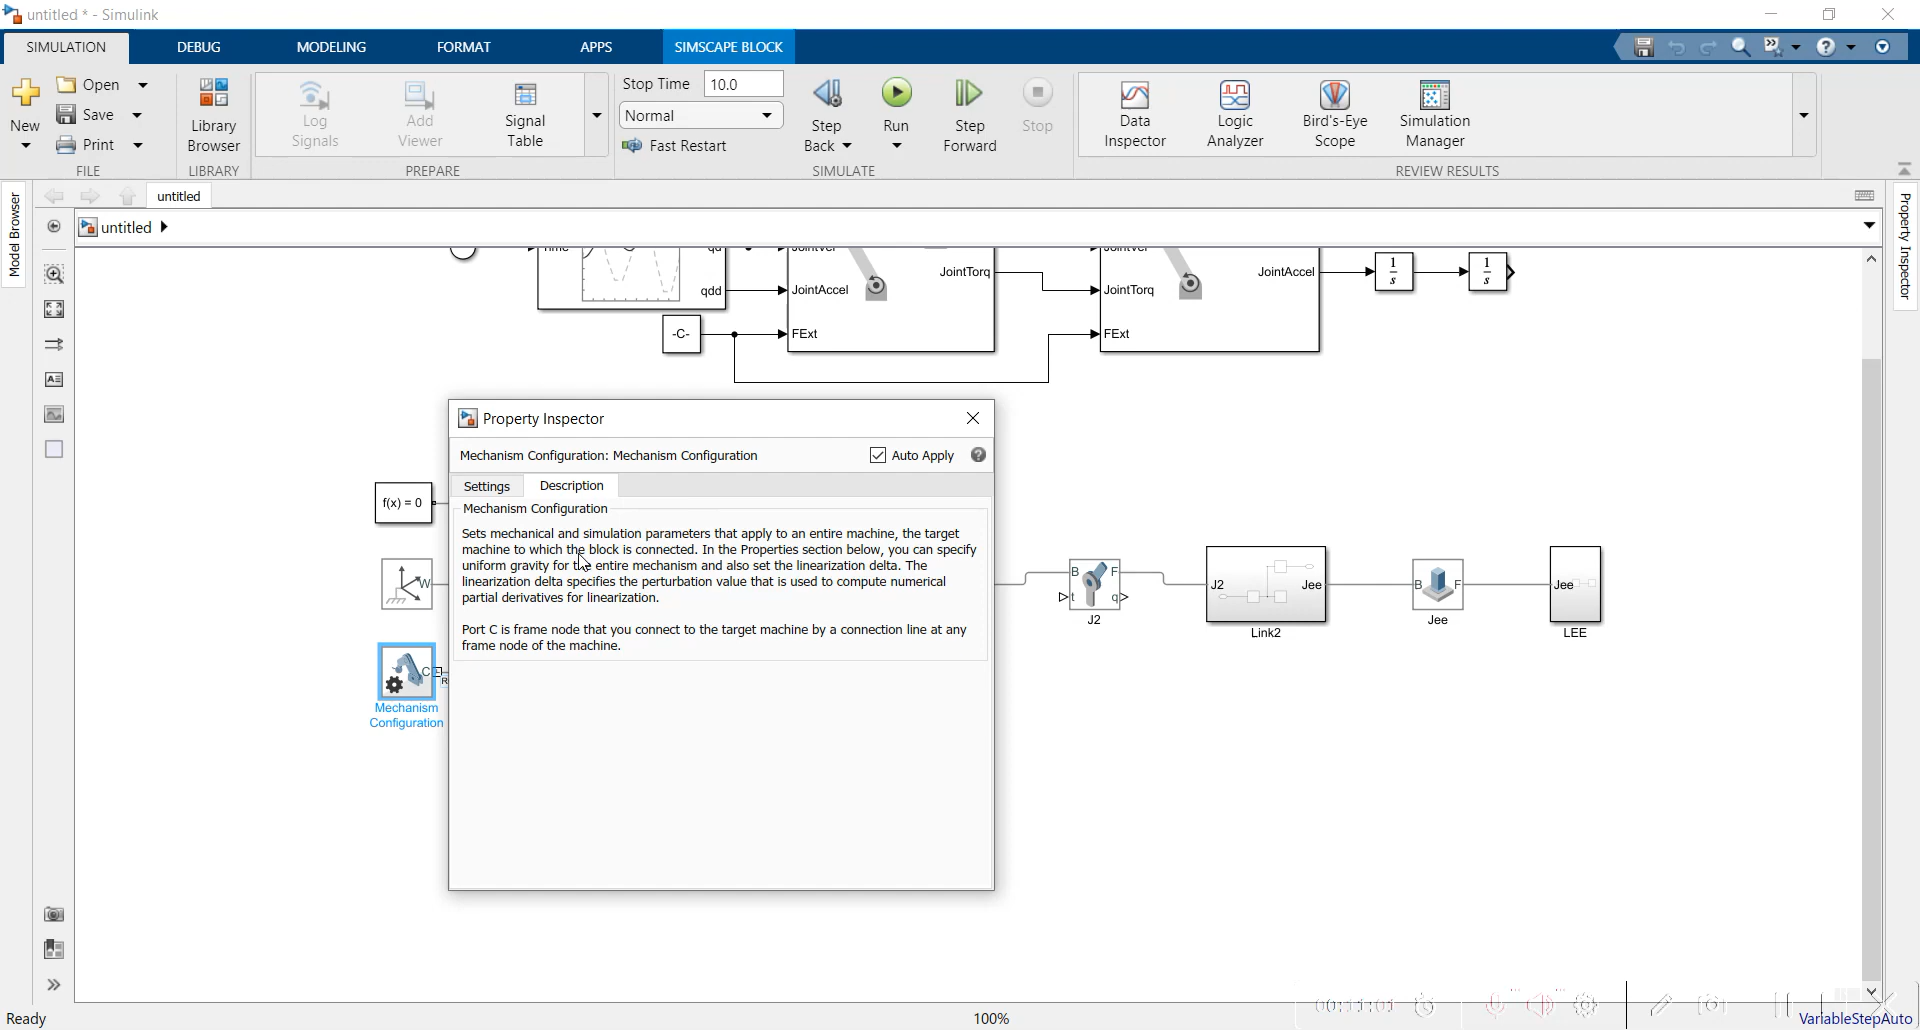 untitled * - Simulink
SIMULATION
DEBUG
MODELING
FORMAT
APPS
SIMSCAPE BLOCK
New
Open
Save
Print
FILE
Library
Browser
LIBRARY
Log
Signals
Add
Viewer
Signal
Table
PREPARE
Stop Time 10.0
Normal
Fast Restart
Step
Back
Run
Step
Forward
Stop
SIMULATE
Data
Inspector
Logic
Analyzer
Bird's-Eye
Scope
Simulation
Manager
REVIEW RESULTS
Model Browser
untitled
untitled
Property Inspector
qdd
-C-
JointAccel
FExt
JointTorq
JointTorq
FExt
JointAccel
1
s
1
s
Property Inspector
Mechanism Configuration: Mechanism Configuration
Auto Apply
Settings
Description
Mechanism Configuration
Sets mechanical and simulation parameters that apply to an entire machine, the target
machine to which the block is connected. In the Properties section below, you can specify
uniform gravity for the entire mechanism and also set the linearization delta. The
linearization delta specifies the perturbation value that is used to compute numerical
partial derivatives for linearization.
Port C is frame node that you connect to the target machine by a connection line at any
frame node of the machine.
f(x) = 0
W
C
Mechanism
Configuration
B F
t q
J2
J2 Jee
Link2
B F
Jee
Jee
LEE
Ready
100%
VariableStepAuto